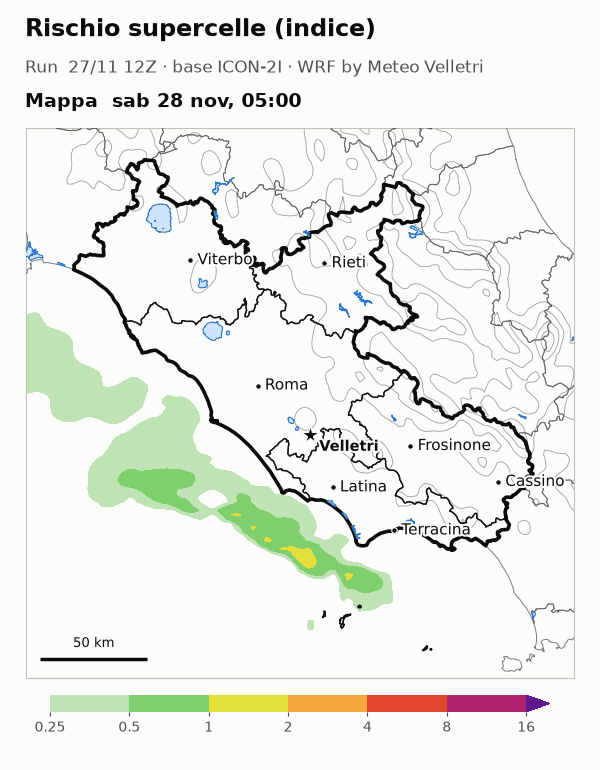 Rischio supercelle (indice)
Run  27/11 12Z · base ICON-2I · WRF by Meteo Velletri
Mappa  sab 28 nov, 05:00
Viterbo
Rieti
Roma
Velletri
Frosinone
Latina
Cassino
Terracina
50 km
0.25 0.5 1 2 4 8 16